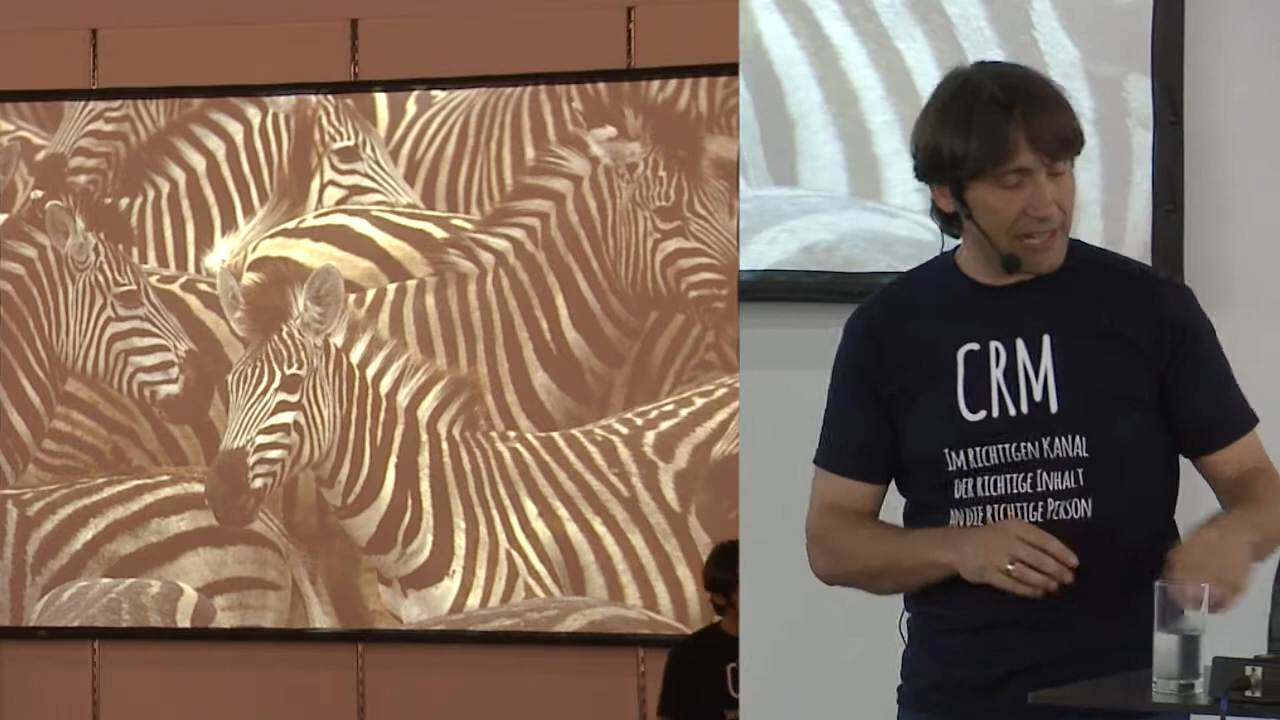 CRM
IM RICHTIGEN KANAL
DER RICHTIGE INHALT
AN DIE RICHTIGE PERSON